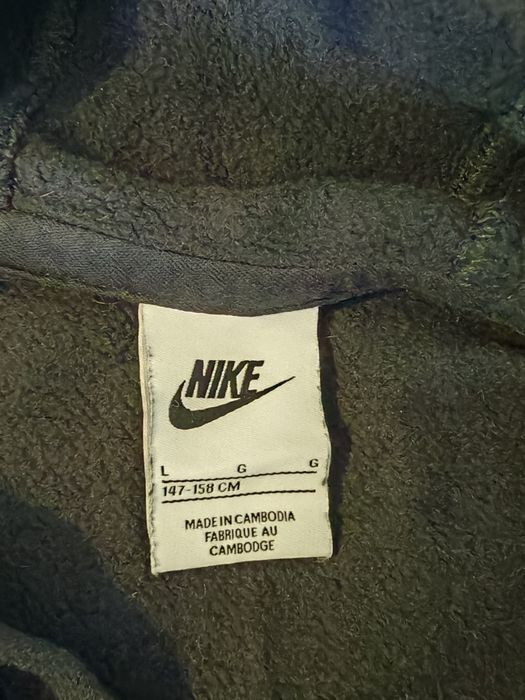 NIKE
L G G
147-158 CM
MADE IN CAMBODIA
FABRIQUE AU
CAMBODGE